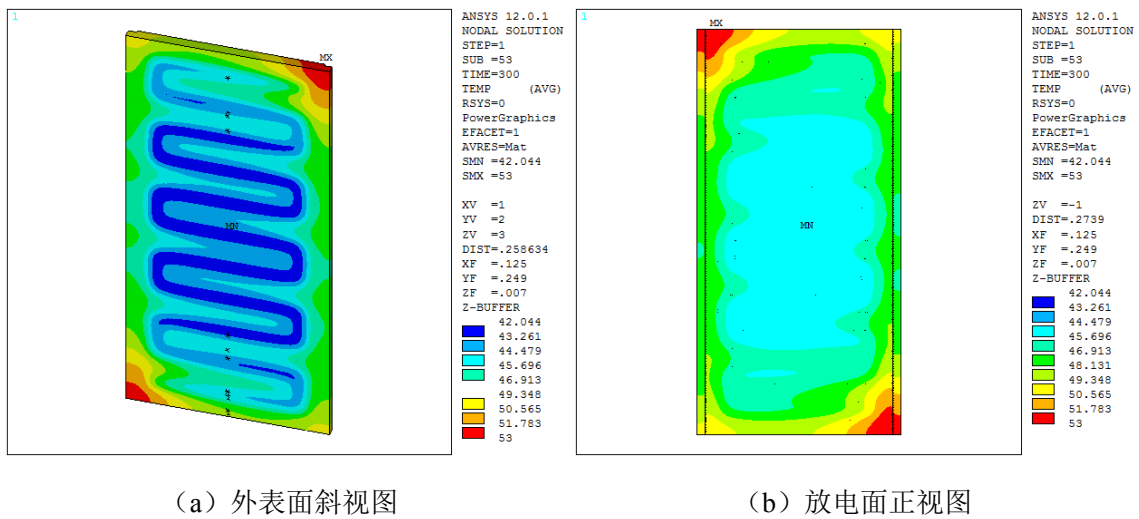 1
MX
MN
ANSYS 12.0.1
NODAL SOLUTION
STEP=1
SUB =53
TIME=300
TEMP (AVG)
RSYS=0
PowerGraphics
EFACET=1
AVRES=Mat
SMN =42.044
SMX =53
XV =1
YV =2
ZV =3
DIST=.258634
XF =.125
YF =.249
ZF =.007
Z-BUFFER
42.044
43.261
44.479
45.696
46.913
49.348
50.565
51.783
53
(a)外表面斜视图
1
MX
MN
ANSYS 12.0.1
NODAL SOLUTION
STEP=1
SUB =53
TIME=300
TEMP (AVG)
RSYS=0
PowerGraphics
EFACET=1
AVRES=Mat
SMN =42.044
SMX =53
ZV =-1
DIST=.2739
XF =.125
YF =.249
ZF =.007
Z-BUFFER
42.044
43.261
44.479
45.696
46.913
48.131
49.348
50.565
51.783
53
(b)放电面正视图